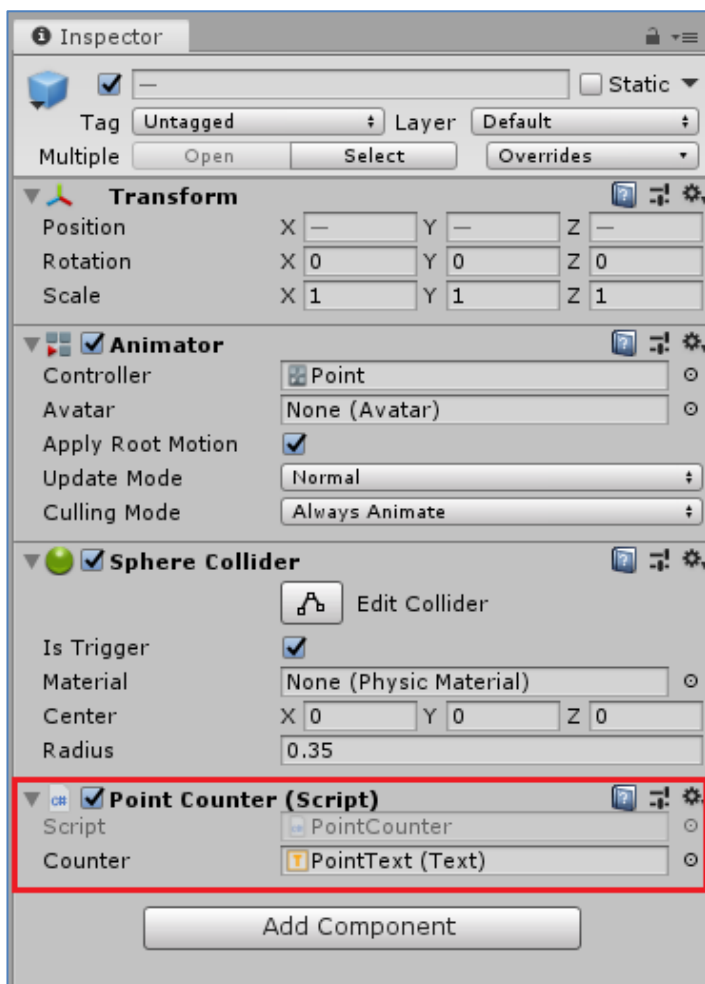 Inspector
— Static
Tag Untagged Layer Default
Multiple Open Select Overrides
Transform
Position X — Y — Z —
Rotation X 0 Y 0 Z 0
Scale X 1 Y 1 Z 1
Animator
Controller Point
Avatar None (Avatar)
Apply Root Motion
Update Mode Normal
Culling Mode Always Animate
Sphere Collider
Edit Collider
Is Trigger
Material None (Physic Material)
Center X 0 Y 0 Z 0
Radius 0.35
c# Point Counter (Script)
Script PointCounter
Counter T PointText (Text)
Add Component